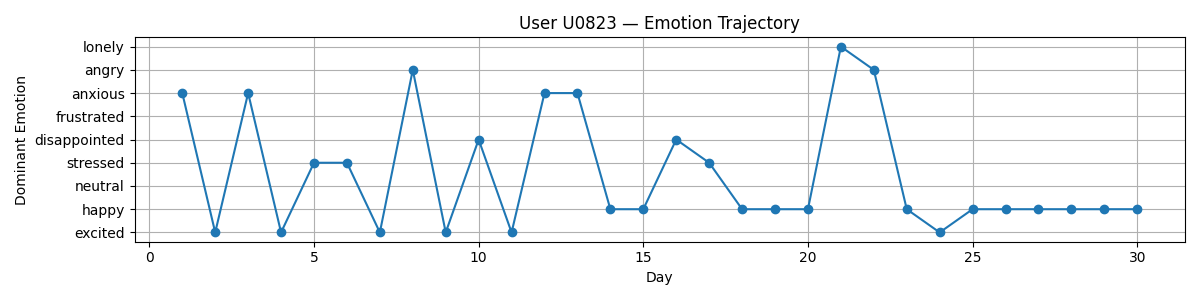 User U0823 — Emotion Trajectory
Dominant Emotion
lonely
angry
anxious
frustrated
disappointed
stressed
neutral
happy
excited
0 5 10 15 20 25 30
Day